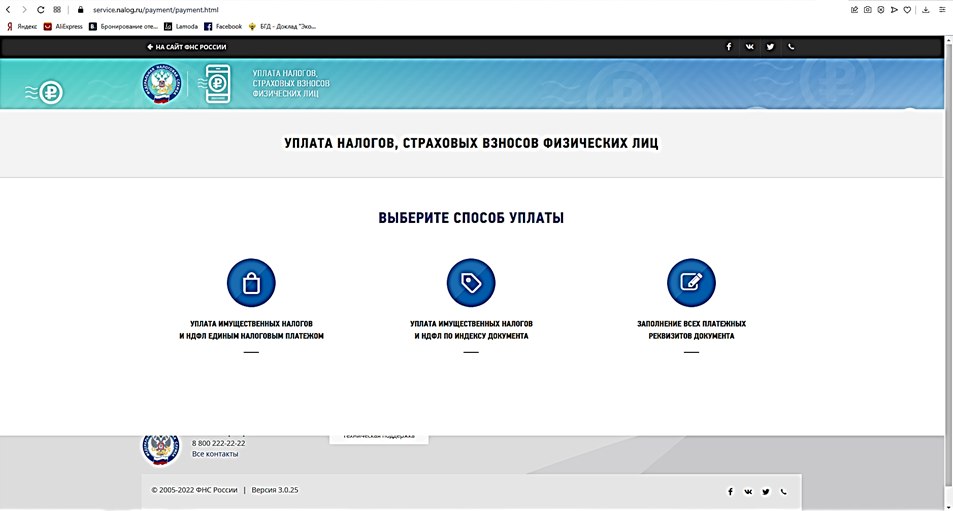 service.nalog.ru/payment/payment.html
Яндекс AliExpress Бронирование оте... Lamoda Facebook БГД - Доклад "Эко...
НА САЙТ ФНС РОССИИ
УПЛАТА НАЛОГОВ,
СТРАХОВЫХ ВЗНОСОВ
ФИЗИЧЕСКИХ ЛИЦ
УПЛАТА НАЛОГОВ, СТРАХОВЫХ ВЗНОСОВ ФИЗИЧЕСКИХ ЛИЦ
ВЫБЕРИТЕ СПОСОБ УПЛАТЫ
УПЛАТА ИМУЩЕСТВЕННЫХ НАЛОГОВ
И НДФЛ ЕДИНЫМ НАЛОГОВЫМ ПЛАТЕЖОМ
УПЛАТА ИМУЩЕСТВЕННЫХ НАЛОГОВ
И НДФЛ ПО ИНДЕКСУ ДОКУМЕНТА
ЗАПОЛНЕНИЕ ВСЕХ ПЛАТЕЖНЫХ
РЕКВИЗИТОВ ДОКУМЕНТА
Техническая поддержка
8 800 222-22-22
Все контакты
© 2005-2022 ФНС России | Версия 3.0.25